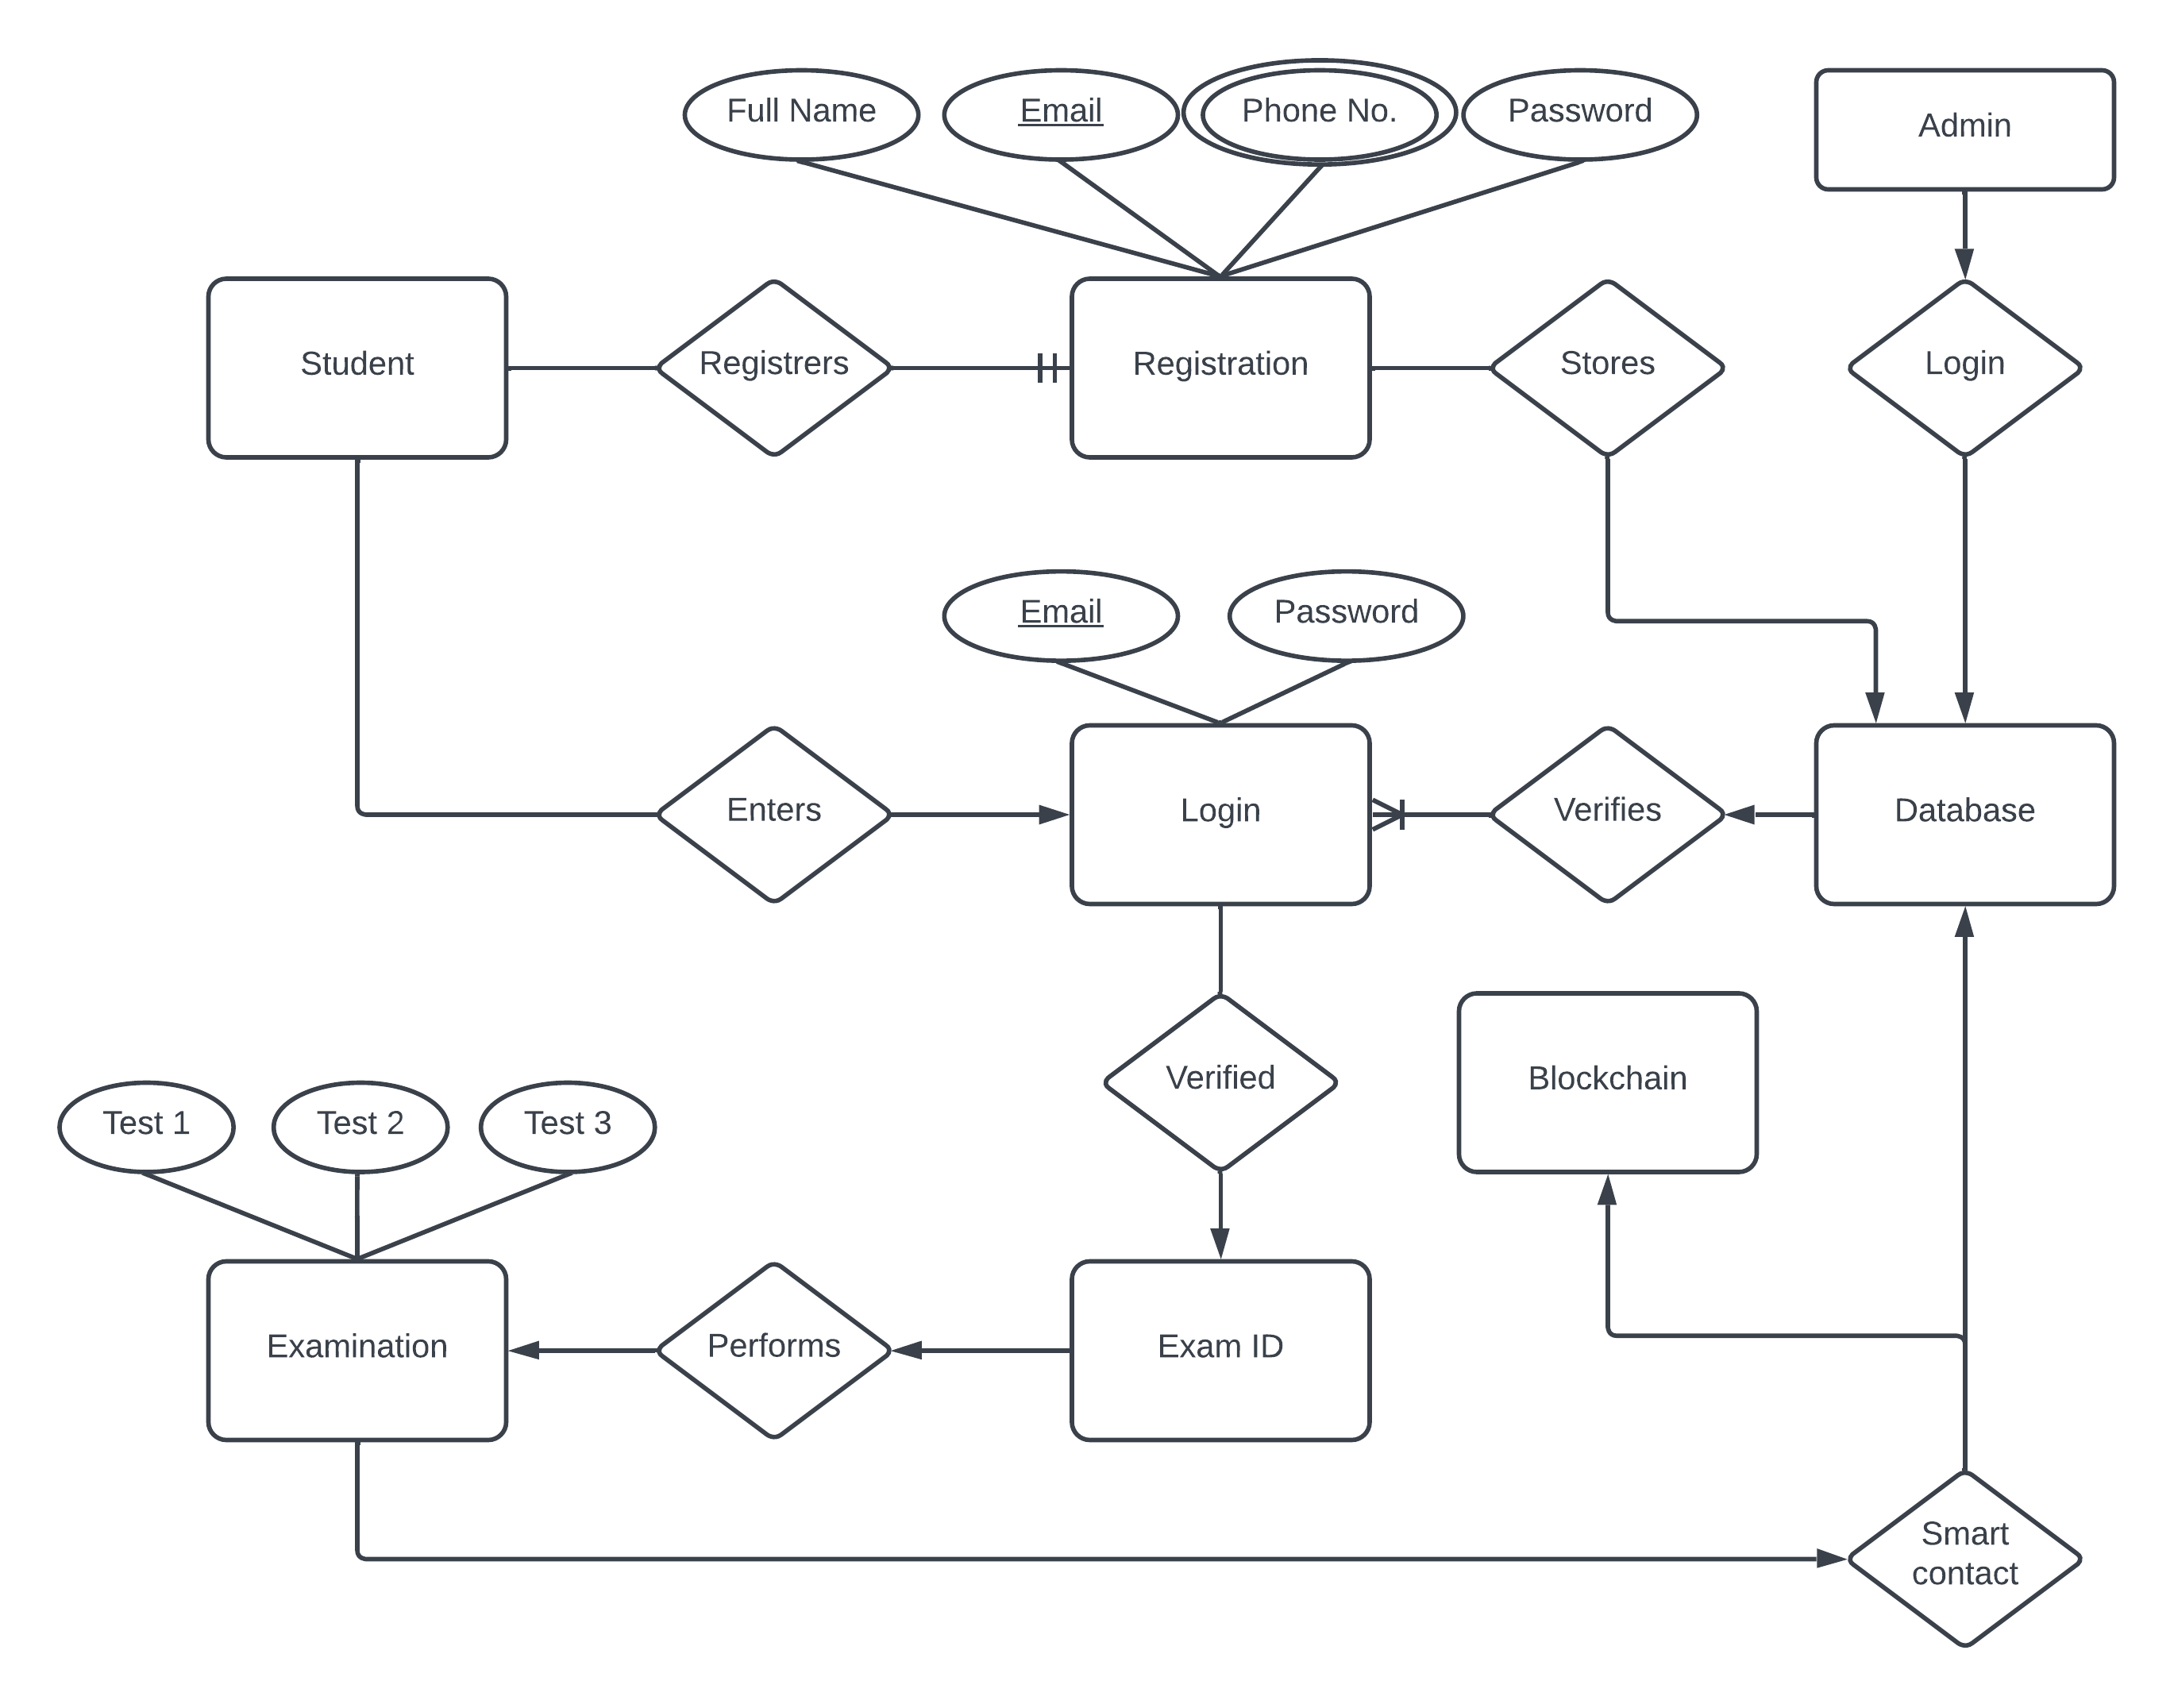 Full Name
Email
Phone No.
Password
Admin
Student
Registrers
Registration
Stores
Login
Email
Password
Enters
Login
Verifies
Database
Verified
Blockchain
Test 1
Test 2
Test 3
Examination
Performs
Exam ID
Smart
contact